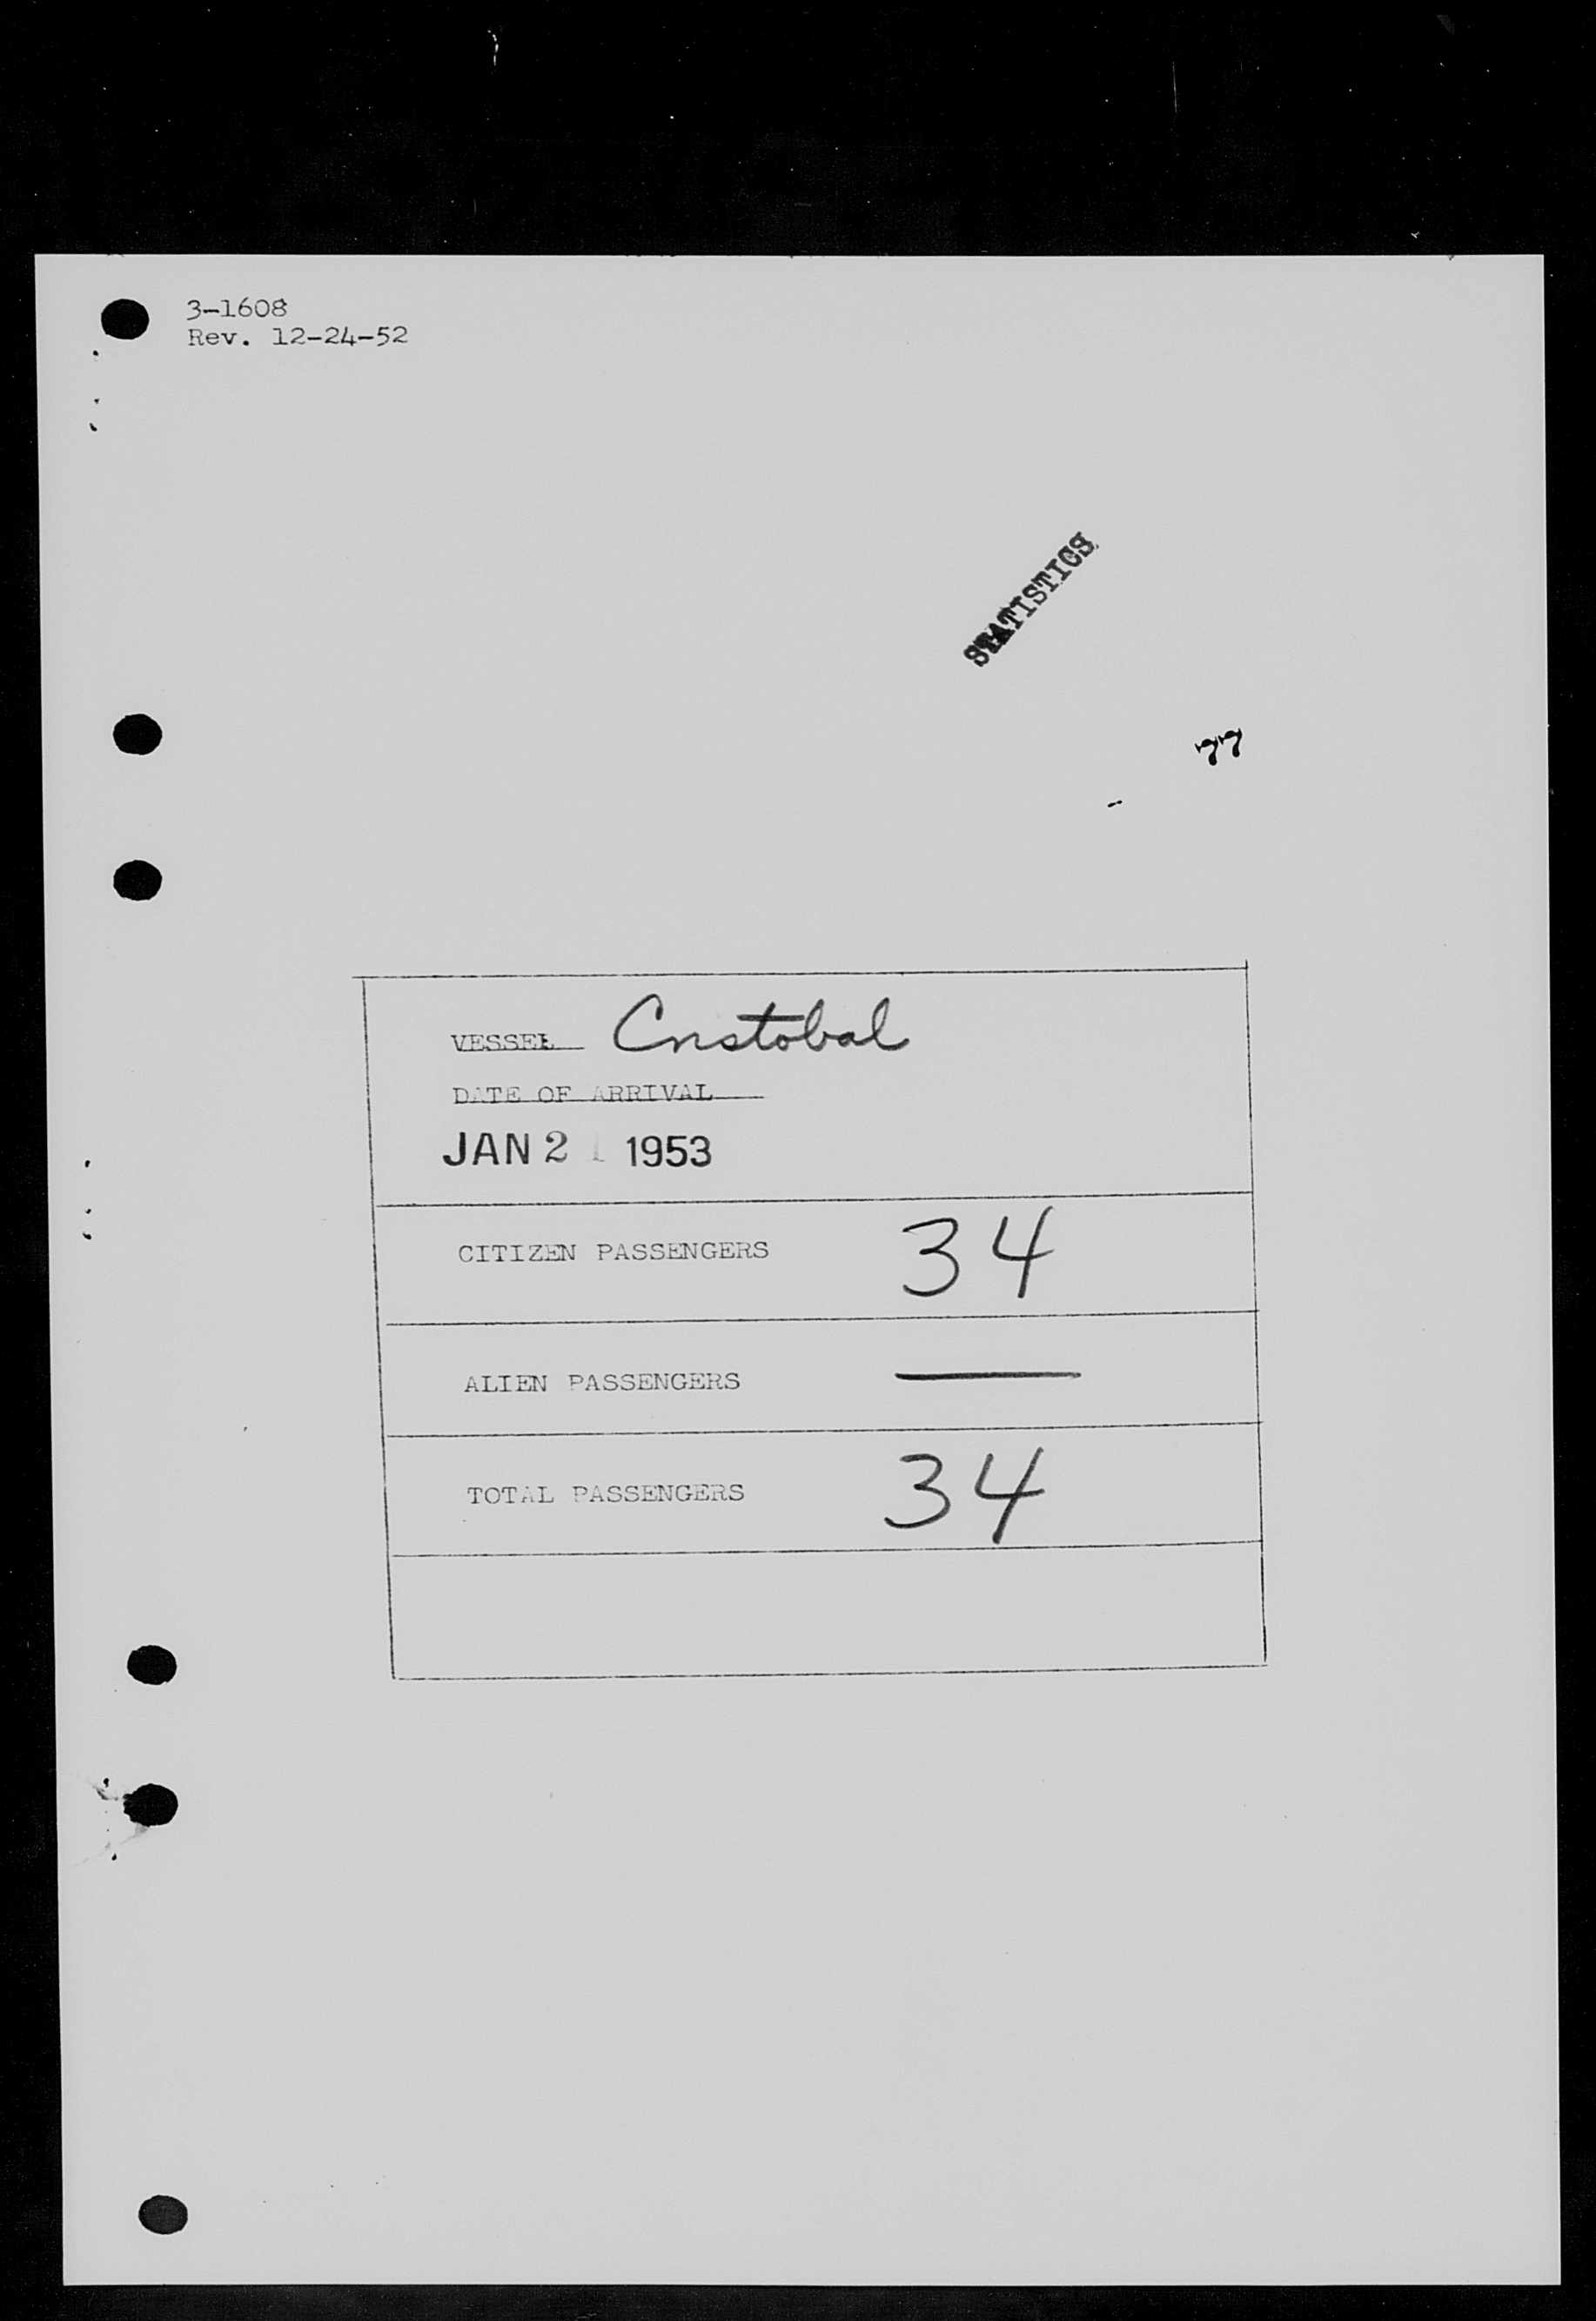 3-1608
Rev. 12-24-52
STATISTICS
77
VESSEL Cristobal
DATE OF ARRIVAL
JAN 21 1953
CITIZEN PASSENGERS 34
ALIEN PASSENGERS —
TOTAL PASSENGERS 34